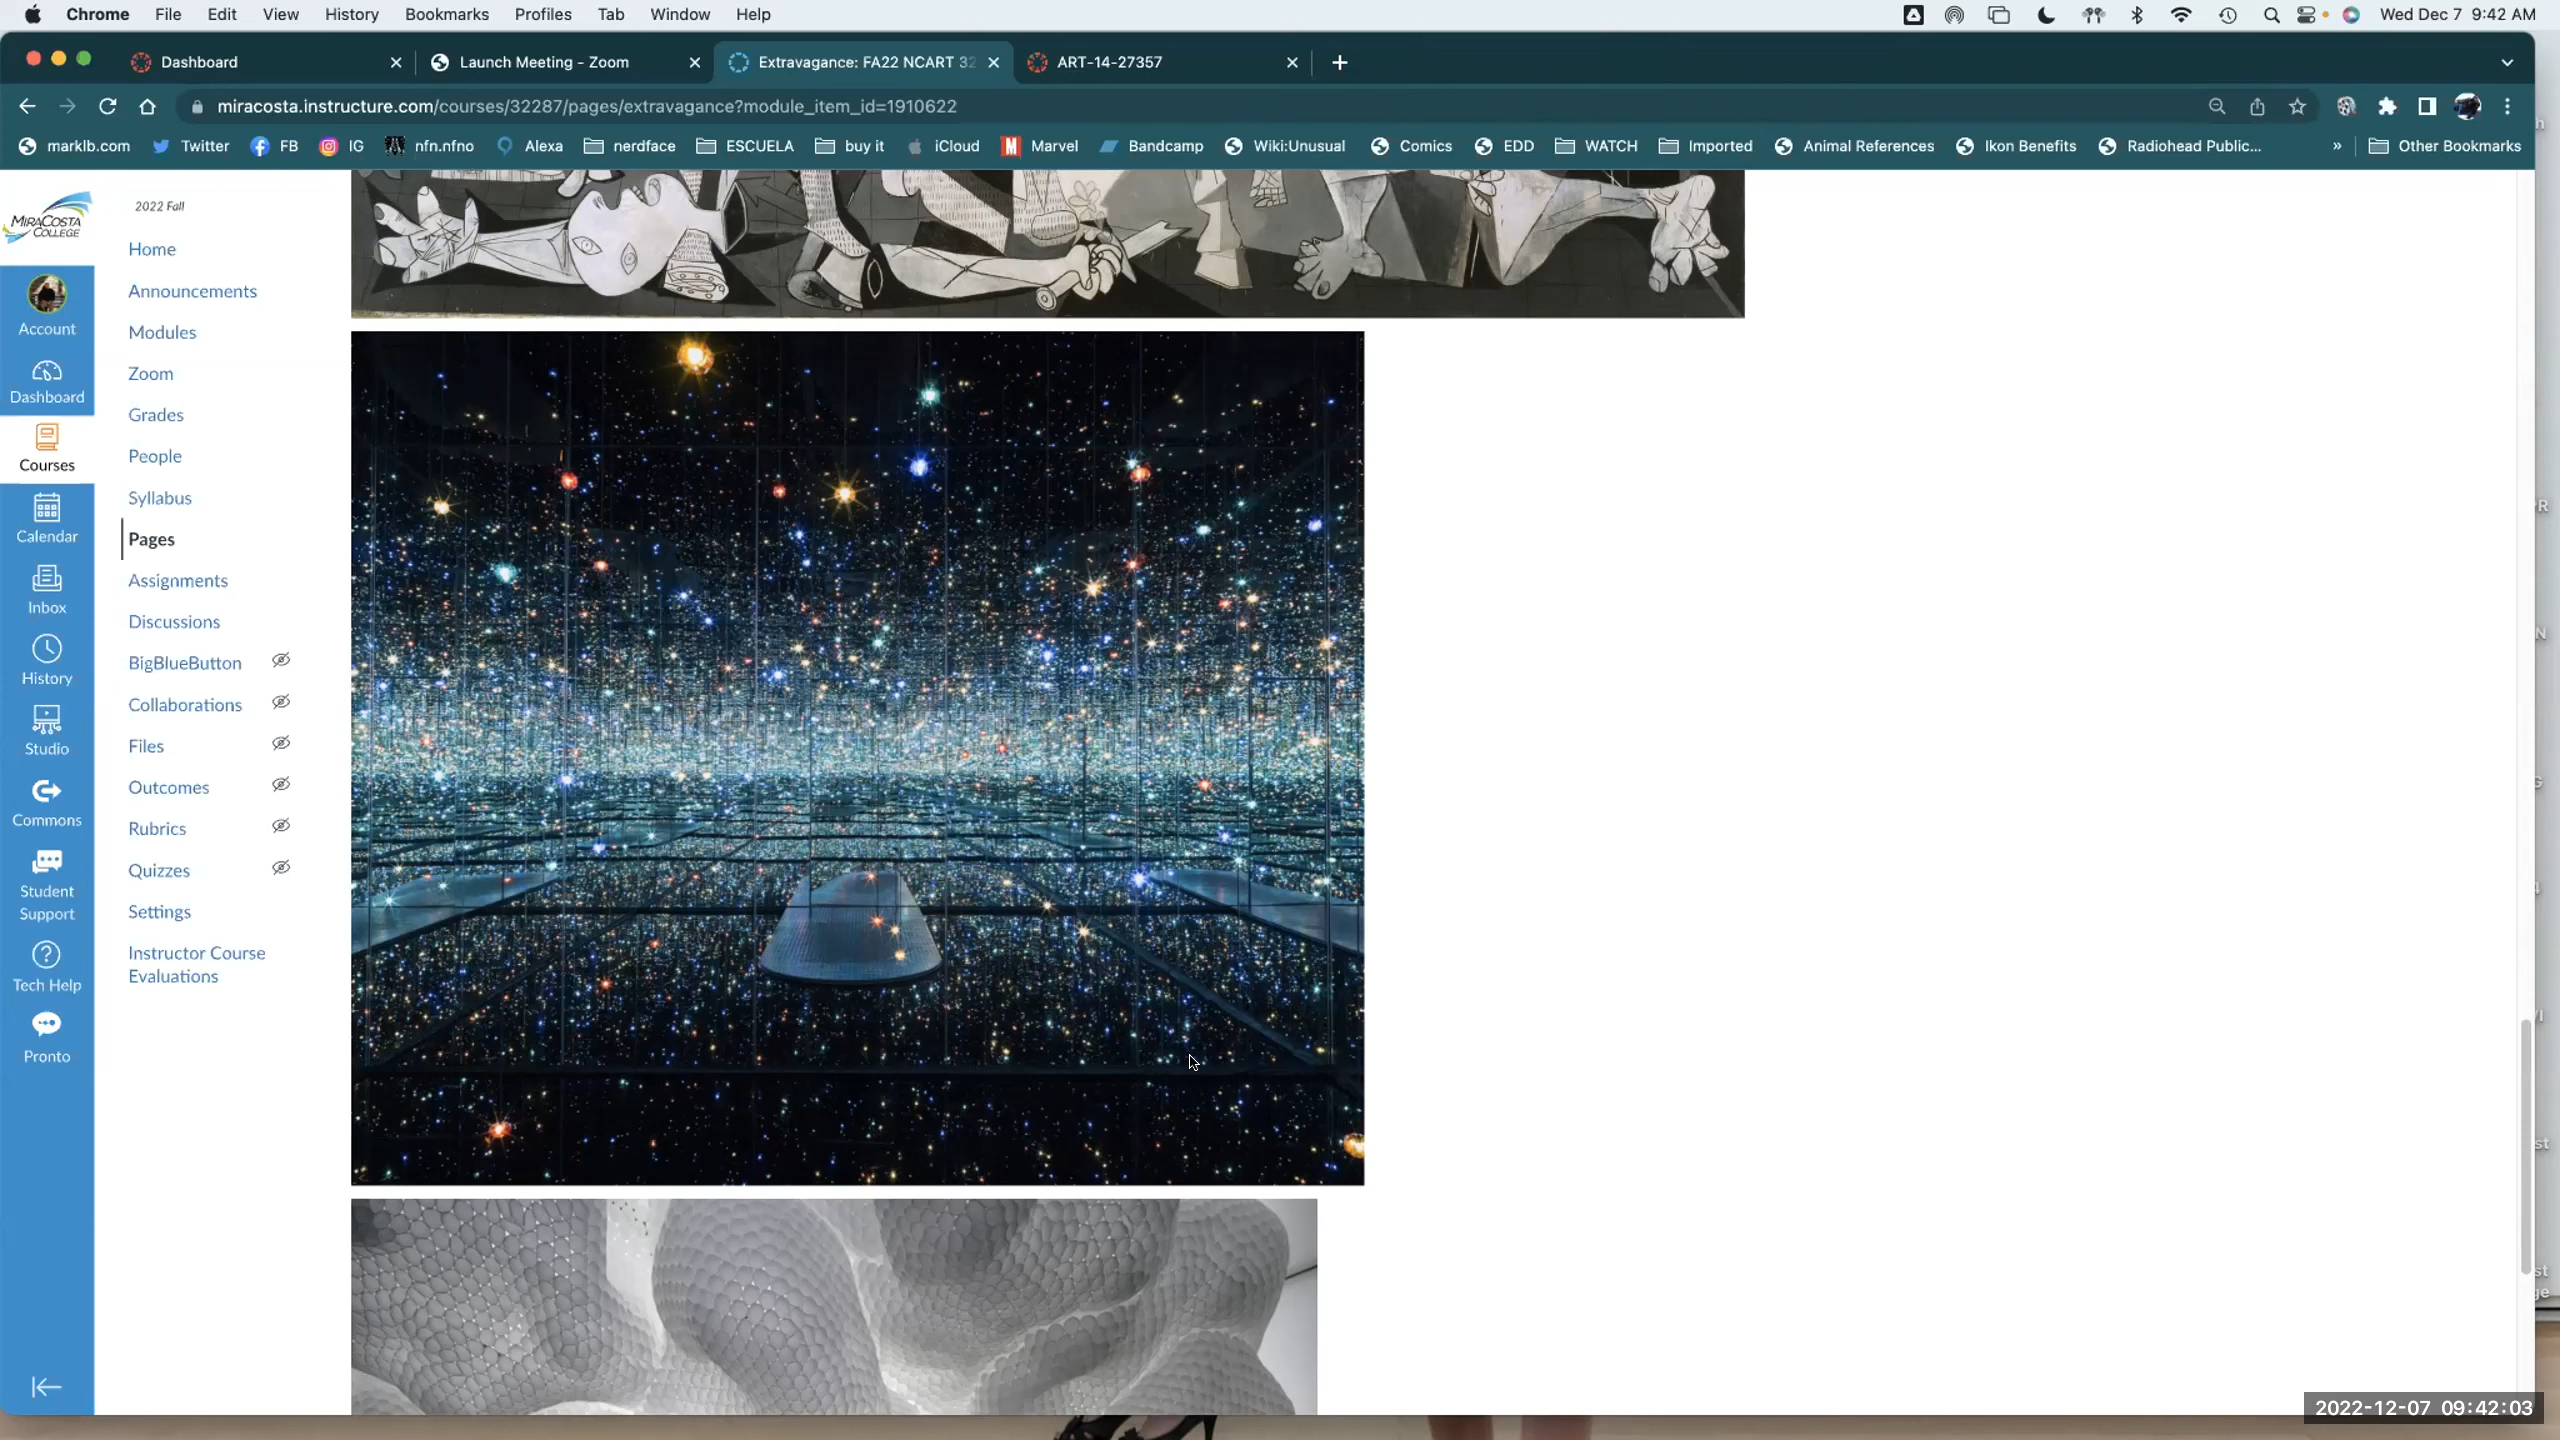 Chrome File Edit View History Bookmarks Profiles Tab Window Help Wed Dec 7 9:42 AM
Dashboard Launch Meeting - Zoom Extravagance: FA22 NCART 32 ART-14-27357
miracosta.instructure.com/courses/32287/pages/extravagance?module_item_id=1910622
marklb.com Twitter FB IG nfn.nfno Alexa nerdface ESCUELA buy it iCloud Marvel Bandcamp Wiki:Unusual Comics EDD WATCH Imported Animal References Ikon Benefits Radiohead Public... » Other Bookmarks
MIRACOSTA
COLLEGE
Account
Dashboard
Courses
Calendar
Inbox
History
Studio
Commons
Student
Support
Tech Help
Pronto
2022 Fall
Home
Announcements
Modules
Zoom
Grades
People
Syllabus
Pages
Assignments
Discussions
BigBlueButton
Collaborations
Files
Outcomes
Rubrics
Quizzes
Settings
Instructor Course
Evaluations
2022-12-07 09:42:03